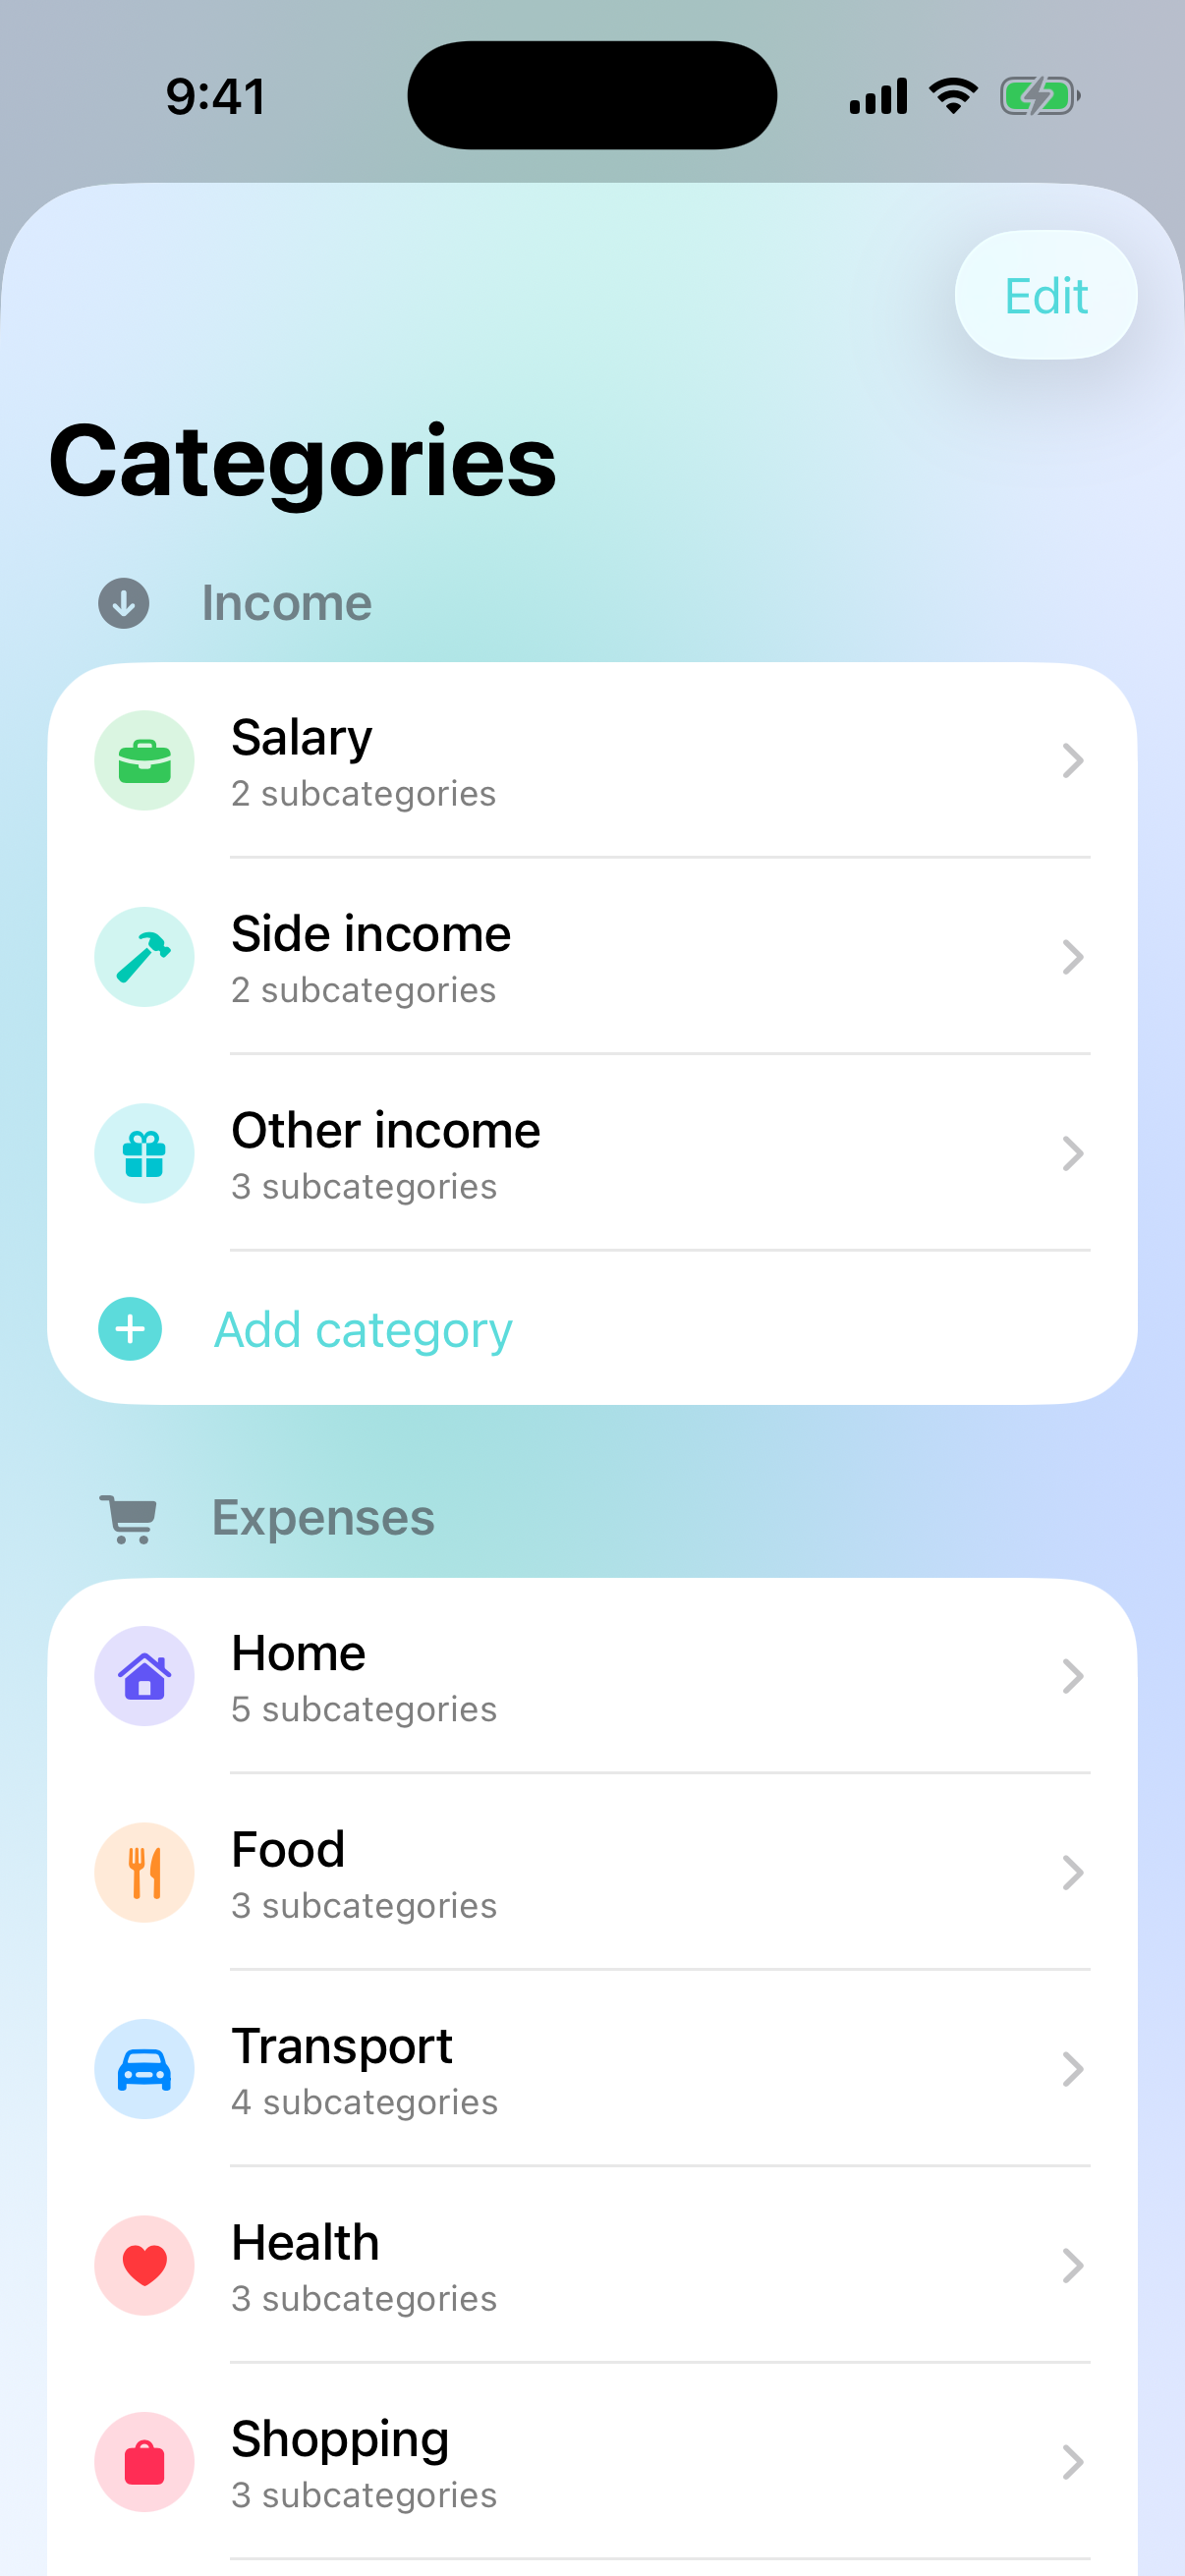 9:41
Edit
Categories
Income
Salary
2 subcategories
Side income
2 subcategories
Other income
3 subcategories
Add category
Expenses
Home
5 subcategories
Food
3 subcategories
Transport
4 subcategories
Health
3 subcategories
Shopping
3 subcategories